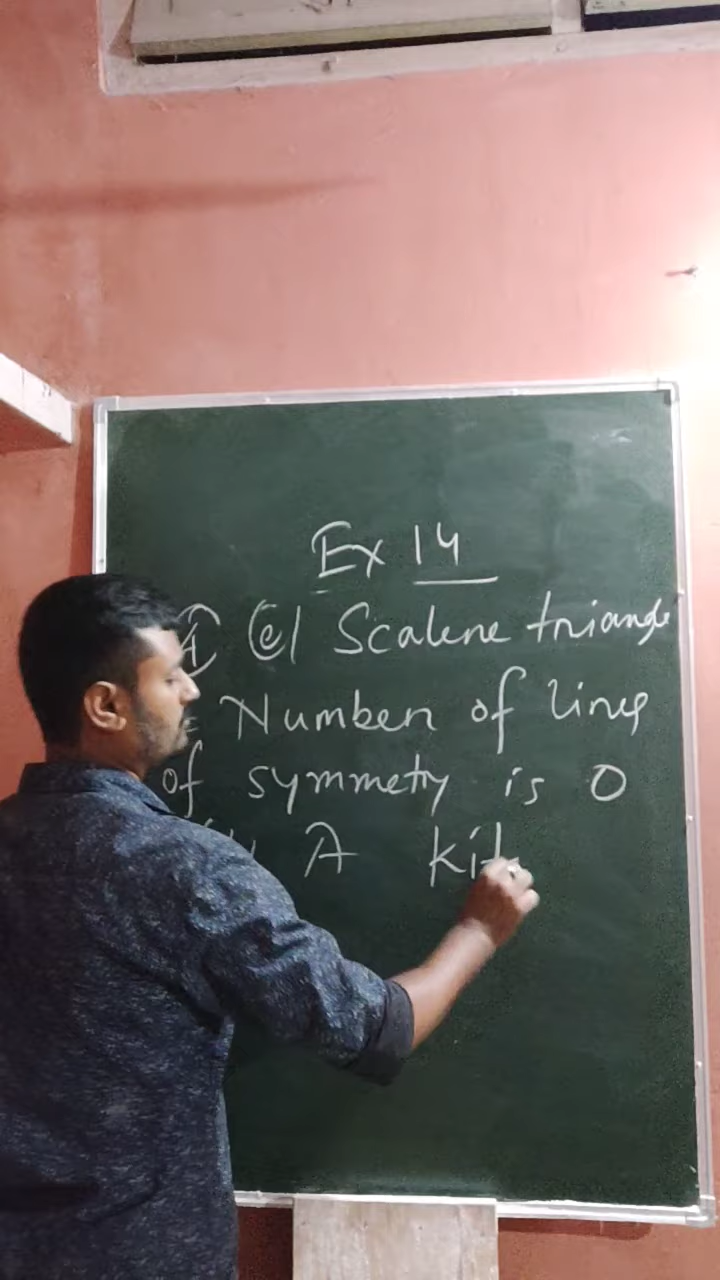 Ex 14
(e) Scalene triangle
Number of lines
of symmetry is 0
A kit